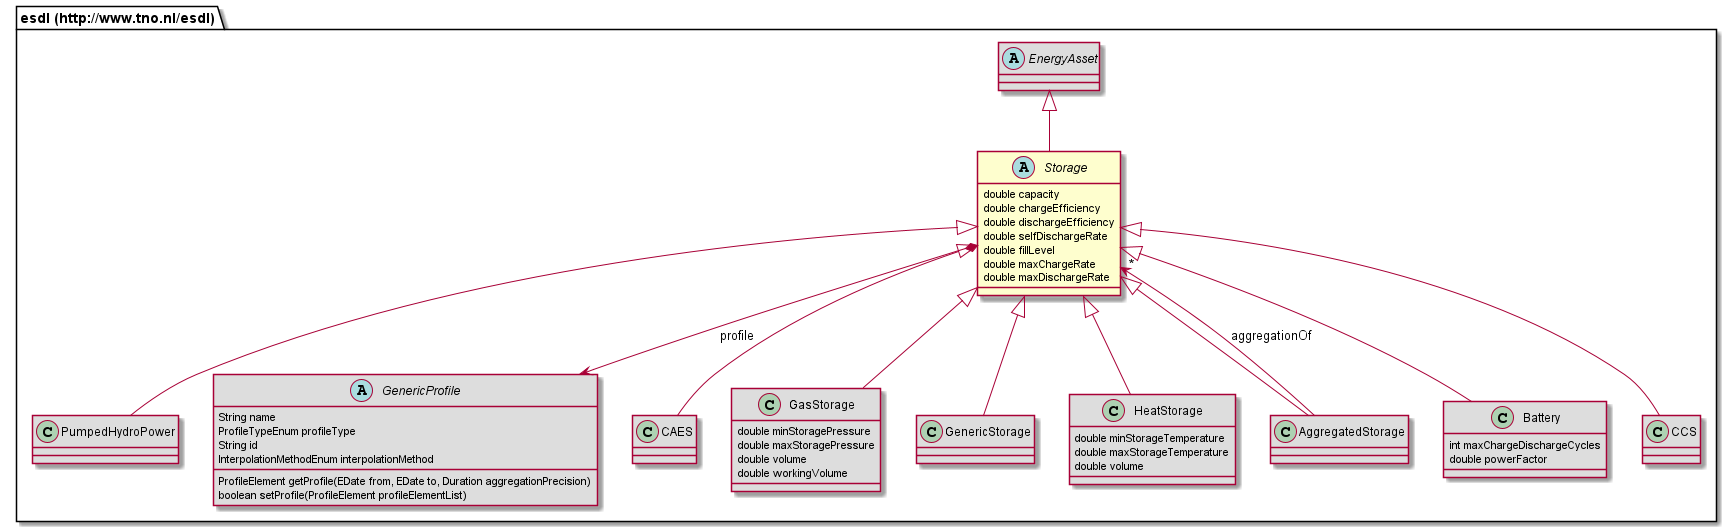 esdl (http://www.tno.nl/esdl)
A EnergyAsset
A Storage
double capacity
double chargeEfficiency
double dischargeEfficiency
double selfDischargeRate
double fillLevel
double maxChargeRate
double maxDischargeRate
*
profile
aggregationOf
C PumpedHydroPower
A GenericProfile
String name
ProfileTypeEnum profileType
String id
InterpolationMethodEnum interpolationMethod
ProfileElement getProfile(EDate from, EDate to, Duration aggregationPrecision)
boolean setProfile(ProfileElement profileElementList)
C CAES
C GasStorage
double minStoragePressure
double maxStoragePressure
double volume
double workingVolume
C GenericStorage
C HeatStorage
double minStorageTemperature
double maxStorageTemperature
double volume
C AggregatedStorage
C Battery
int maxChargeDischargeCycles
double powerFactor
C CCS